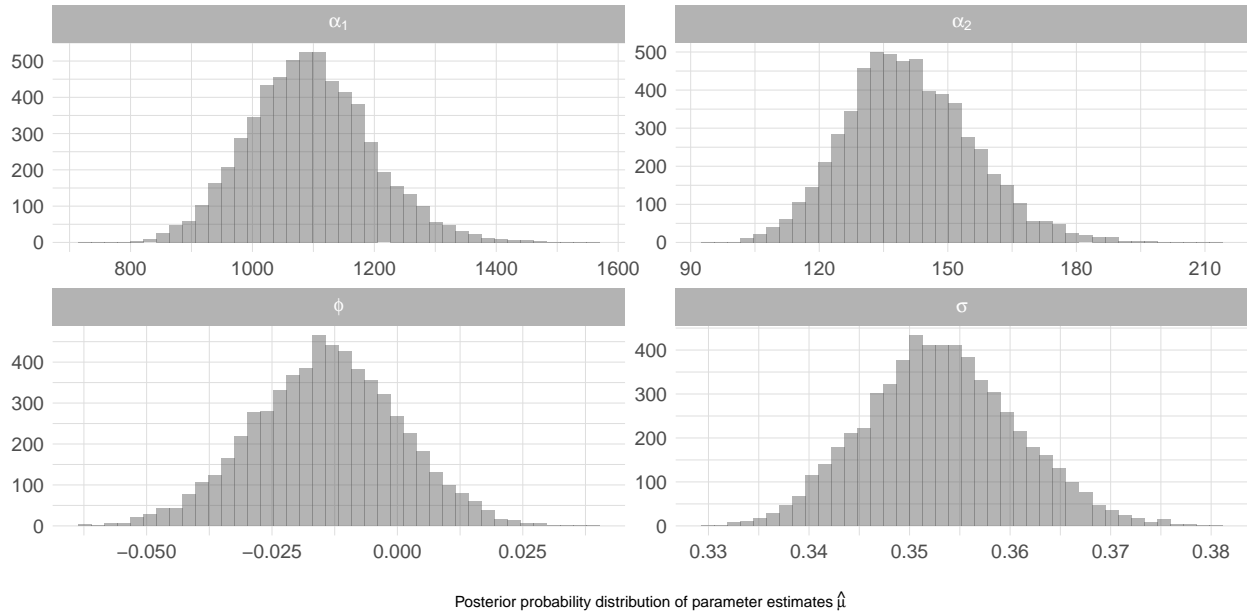 α₁
500
400
300
200
100
0
800 1000 1200 1400 1600
α₂
500
400
300
200
100
0
90 120 150 180 210
ϕ
400
300
200
100
0
−0.050 −0.025 0.000 0.025
σ
400
300
200
100
0
0.33 0.34 0.35 0.36 0.37 0.38
Posterior probability distribution of parameter estimates μ̂